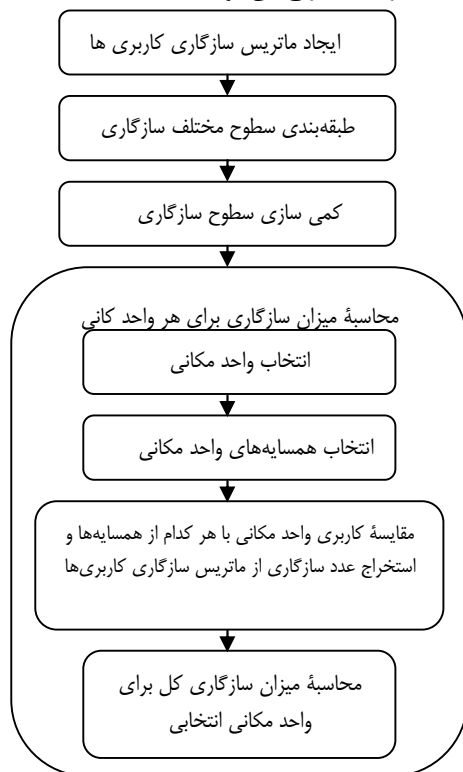 ایجاد ماتریس سازگاری کاربری ها
طبقه‌بندی سطوح مختلف سازگاری
کمی سازی سطوح سازگاری
محاسبهٔ میزان سازگاری برای هر واحد کانی
انتخاب واحد مکانی
انتخاب همسایه‌های واحد مکانی
مقایسهٔ کاربری واحد مکانی با هر کدام از همسایه‌ها و
استخراج عدد سازگاری از ماتریس سازگاری کاربری‌ها
محاسبهٔ میزان سازگاری کل برای
واحد مکانی انتخابی